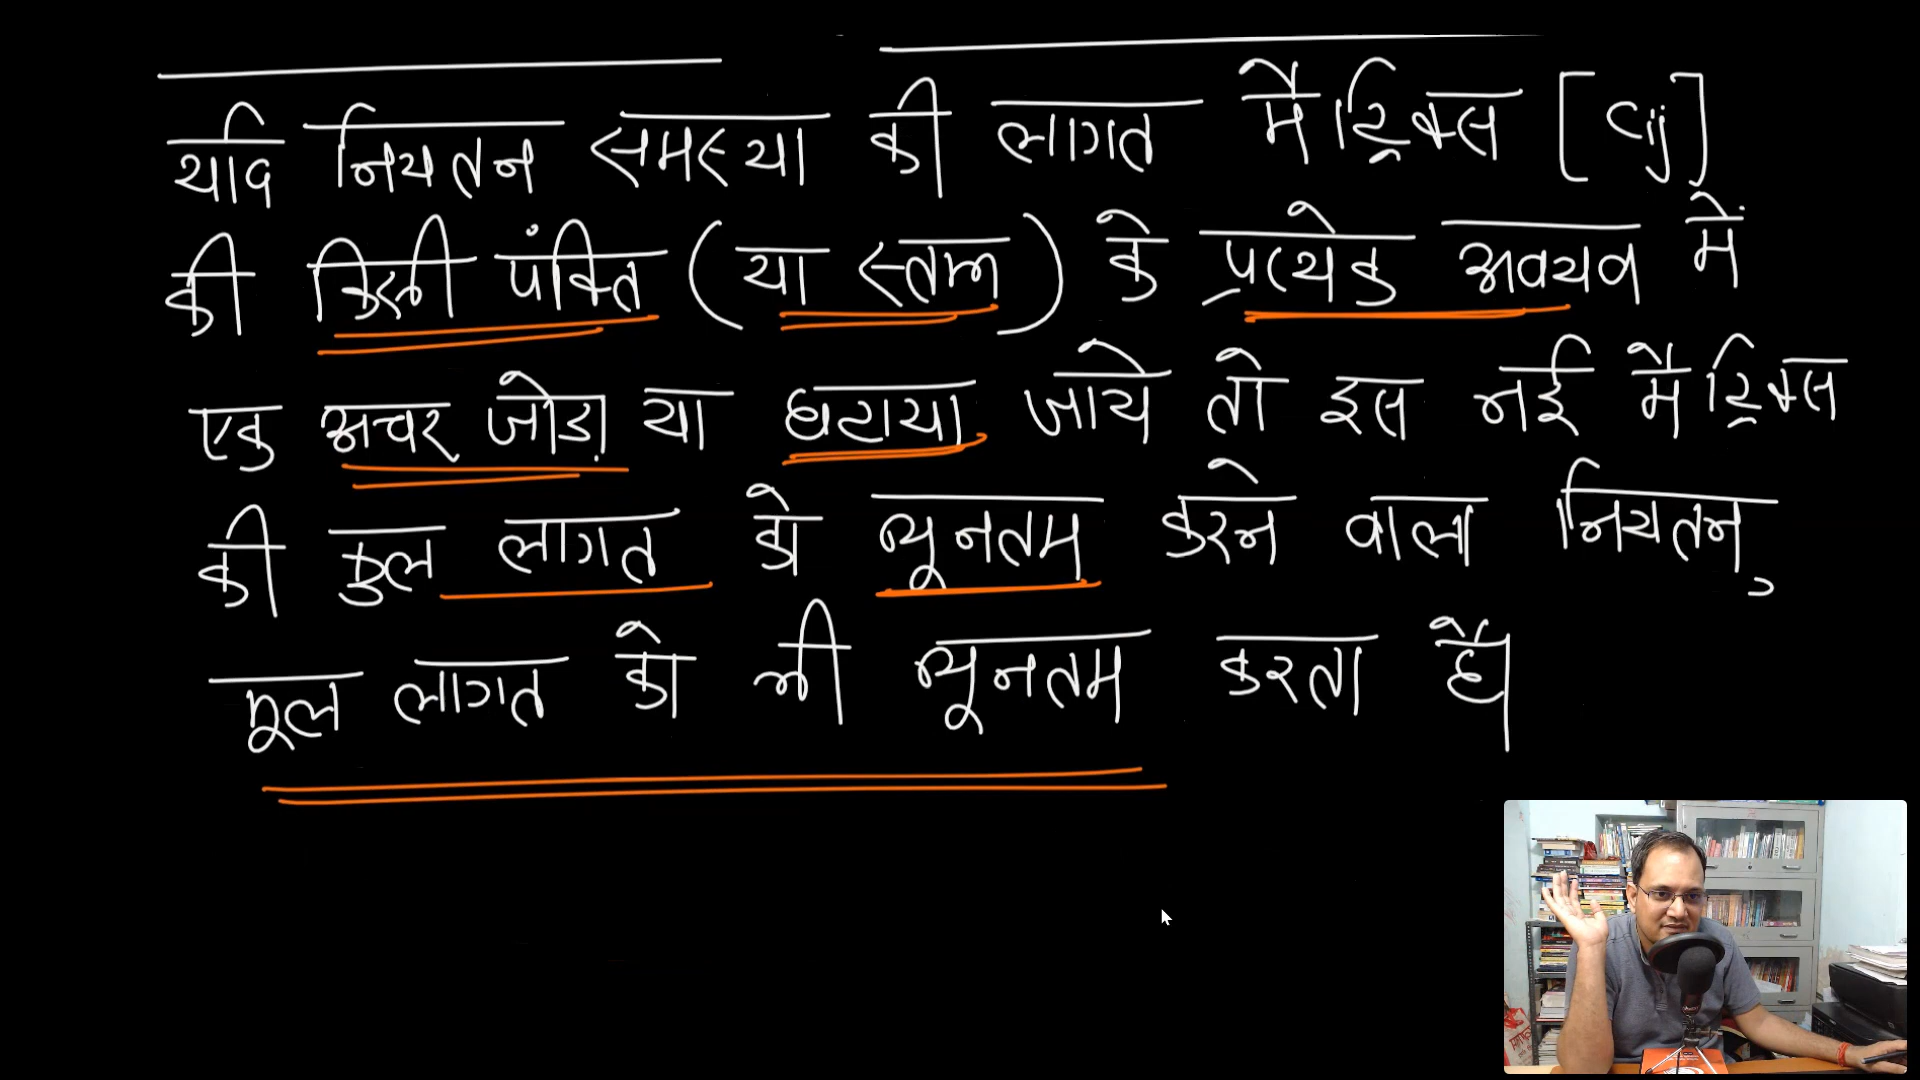 यदि नियतन समस्या की लागत मैट्रिक्स [Cij]
की किसी पंक्ति (या स्तम्भ) के प्रत्येक अवयव में
एक अचर जोड़ा या घटाया जाये तो इस नई मैट्रिक्स
की कुल लागत को न्यूनतम करने वाला नियतन,
मूल लागत को भी न्यूनतम करता है